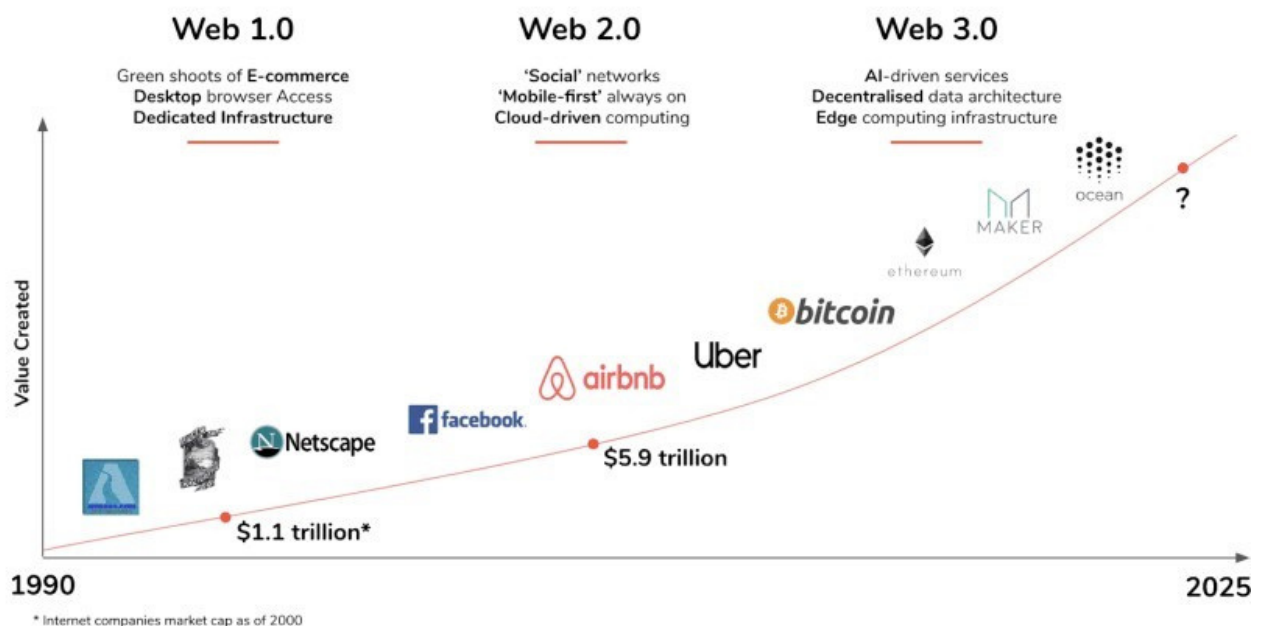 Web 1.0
Green shoots of E-commerce
Desktop browser Access
Dedicated Infrastructure
Web 2.0
‘Social’ networks
‘Mobile-first’ always on
Cloud-driven computing
Web 3.0
AI-driven services
Decentralised data architecture
Edge computing infrastructure
Value Created
N Netscape
f facebook.
airbnb
Uber
bitcoin
ethereum
MAKER
ocean
?
$1.1 trillion*
$5.9 trillion
1990
2025
* Internet companies market cap as of 2000